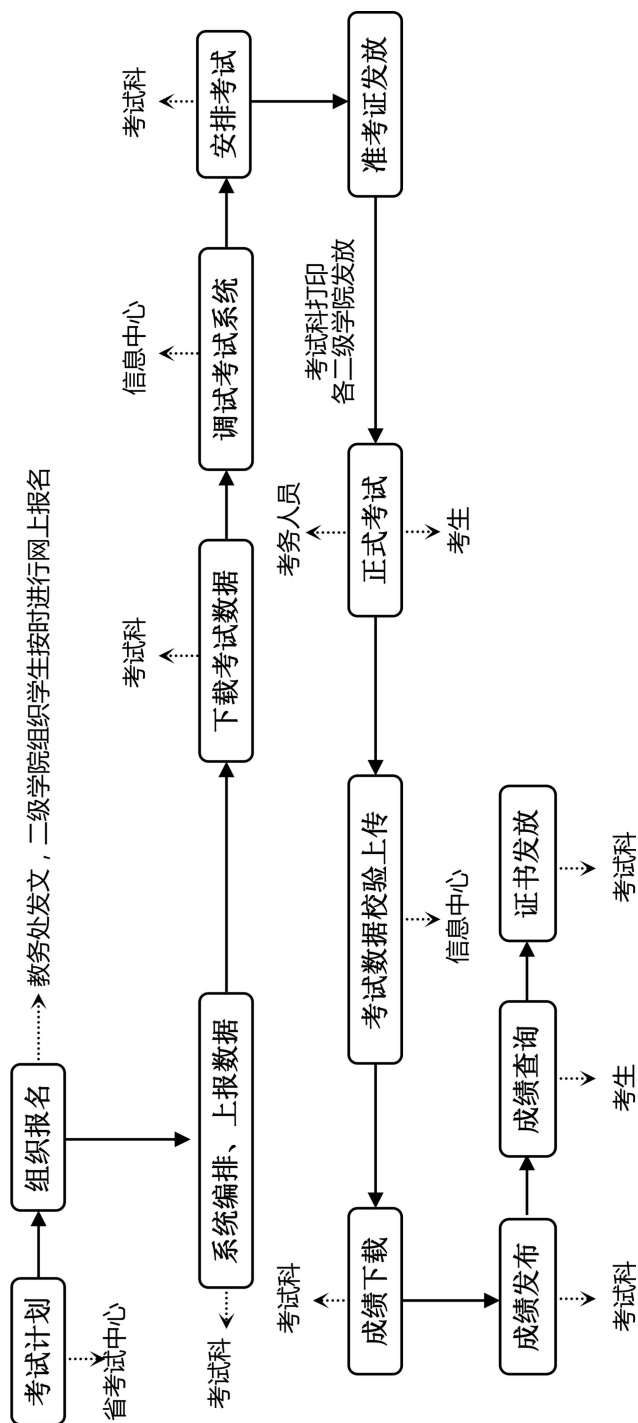 考试计划
省考试中心
组织报名
教务处发文，二级学院组织学生按时进行网上报名
系统编排、上报数据
考试科
下载考试数据
考试科
调试考试系统
信息中心
安排考试
考试科
准考证发放
考试科打印
各二级学院发放
正式考试
考务人员
考生
考试数据校验上传
信息中心
成绩下载
考试科
成绩发布
考试科
成绩查询
考生
证书发放
考试科